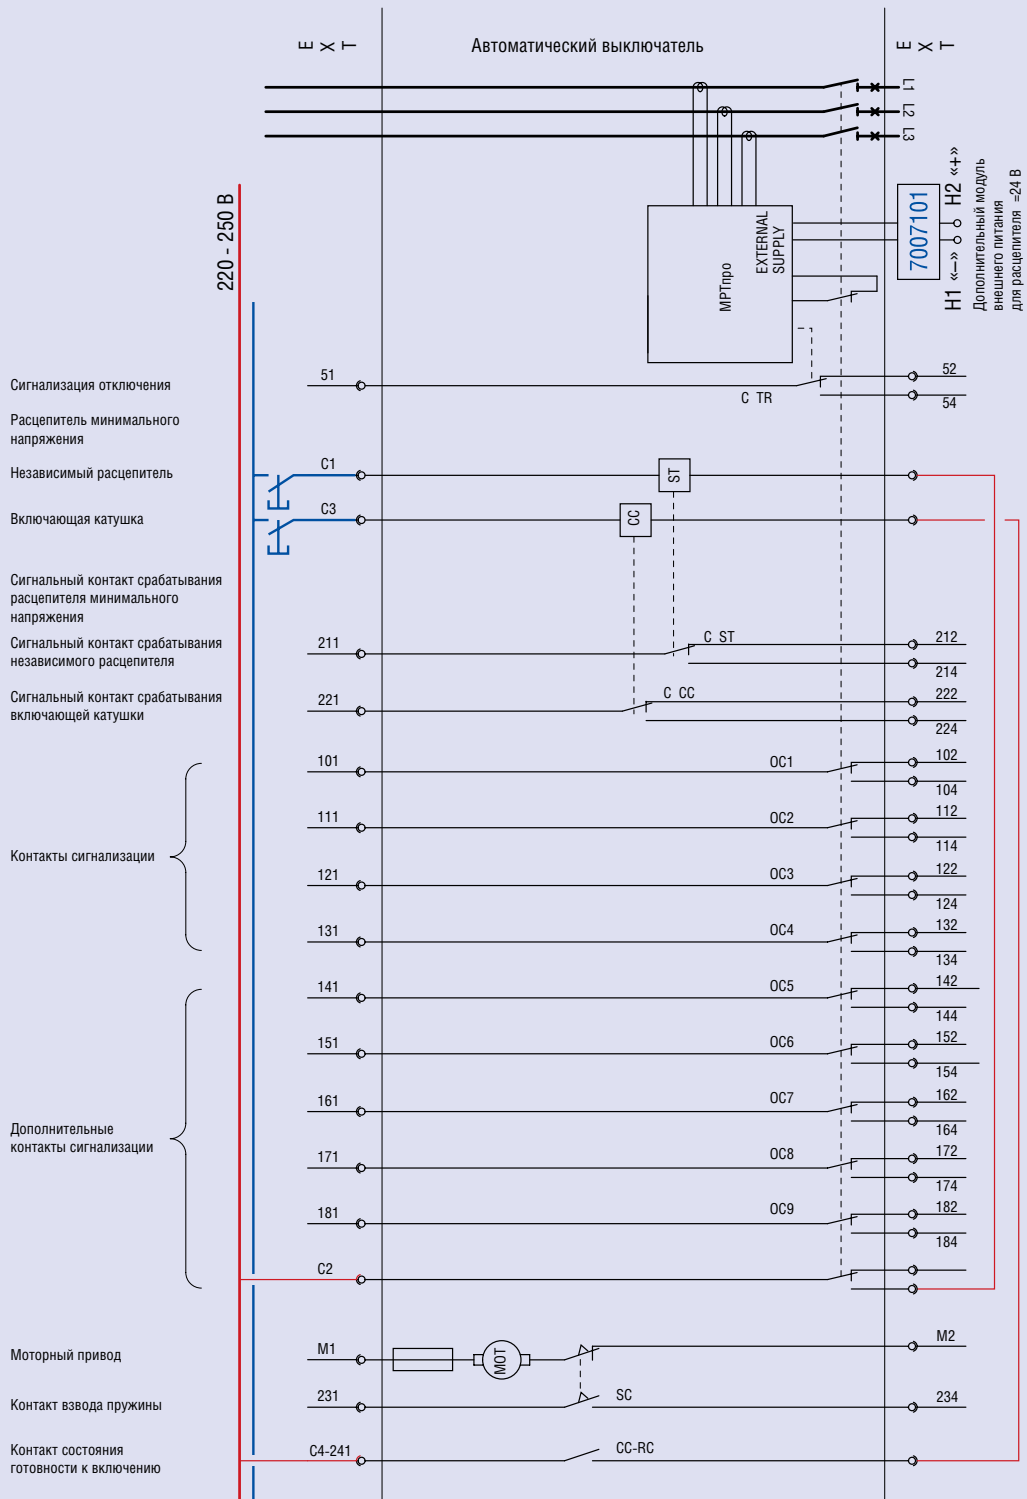 Е Х Т
Автоматический выключатель
Е Х Т
L1
L2
L3
220 - 250 В
МРТпро
EXTERNAL
SUPPLY
7007101
Н1 «–» Н2 «+»
Дополнительный модуль
внешнего питания
для расцепителя =24 В
Сигнализация отключения
51
C TR
52
54
Расцепитель минимального
напряжения
Независимый расцепитель
C1
ST
Включающая катушка
C3
CC
Сигнальный контакт срабатывания
расцепителя минимального
напряжения
Сигнальный контакт срабатывания
независимого расцепителя
211
C ST
212
214
Сигнальный контакт срабатывания
включающей катушки
221
C CC
222
224
Контакты сигнализации
101
OC1
102
104
111
OC2
112
114
121
OC3
122
124
131
OC4
132
134
Дополнительные
контакты сигнализации
141
OC5
142
144
151
OC6
152
154
161
OC7
162
164
171
OC8
172
174
181
OC9
182
184
C2
Моторный привод
M1
МОТ
M2
Контакт взвода пружины
231
SC
234
Контакт состояния
готовности к включению
C4-241
CC-RC